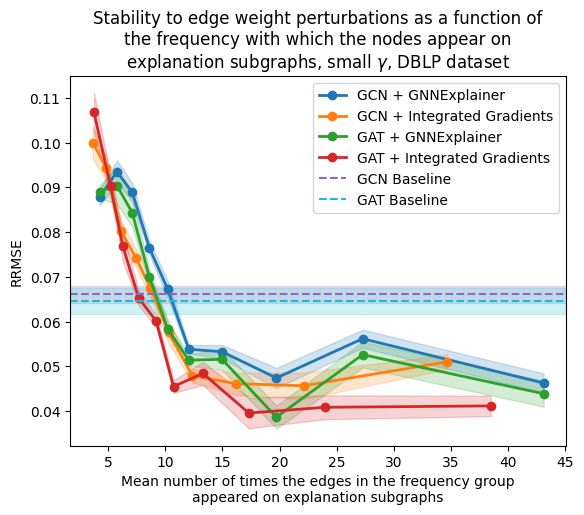 Stability to edge weight perturbations as a function of
the frequency with which the nodes appear on
explanation subgraphs, small γ, DBLP dataset
GCN + GNNExplainer
GCN + Integrated Gradients
GAT + GNNExplainer
GAT + Integrated Gradients
GCN Baseline
GAT Baseline
RRMSE
0.11
0.10
0.09
0.08
0.07
0.06
0.05
0.04
5 10 15 20 25 30 35 40 45
Mean number of times the edges in the frequency group
appeared on explanation subgraphs